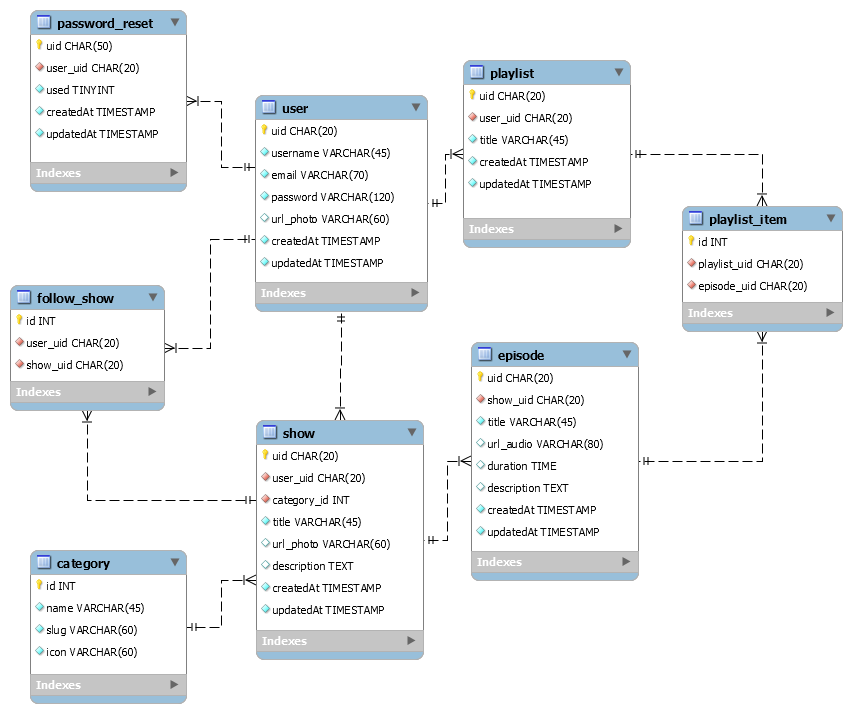 password_reset
uid CHAR(50)
user_uid CHAR(20)
used TINYINT
createdAt TIMESTAMP
updatedAt TIMESTAMP
Indexes
user
uid CHAR(20)
username VARCHAR(45)
email VARCHAR(70)
password VARCHAR(120)
url_photo VARCHAR(60)
createdAt TIMESTAMP
updatedAt TIMESTAMP
Indexes
playlist
uid CHAR(20)
user_uid CHAR(20)
title VARCHAR(45)
createdAt TIMESTAMP
updatedAt TIMESTAMP
Indexes
playlist_item
id INT
playlist_uid CHAR(20)
episode_uid CHAR(20)
Indexes
follow_show
id INT
user_uid CHAR(20)
show_uid CHAR(20)
Indexes
episode
uid CHAR(20)
show_uid CHAR(20)
title VARCHAR(45)
url_audio VARCHAR(80)
duration TIME
description TEXT
createdAt TIMESTAMP
updatedAt TIMESTAMP
Indexes
show
uid CHAR(20)
user_uid CHAR(20)
category_id INT
title VARCHAR(45)
url_photo VARCHAR(60)
description TEXT
createdAt TIMESTAMP
updatedAt TIMESTAMP
Indexes
category
id INT
name VARCHAR(45)
slug VARCHAR(60)
icon VARCHAR(60)
Indexes